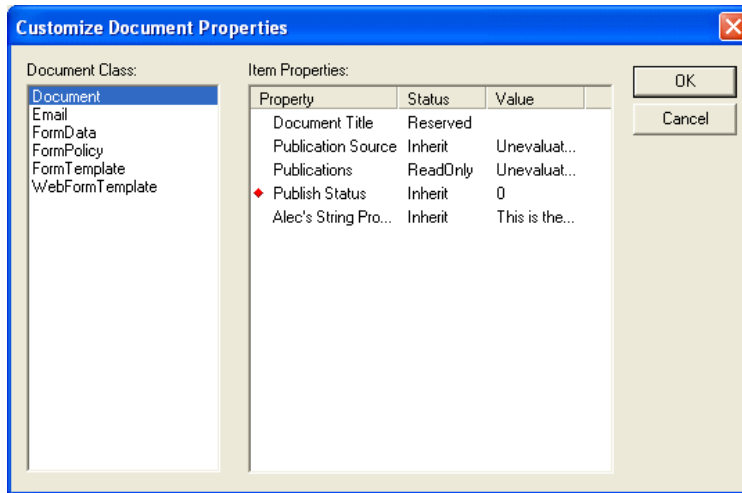 Customize Document Properties
Document Class:
Document
Email
FormData
FormPolicy
FormTemplate
WebFormTemplate
Item Properties:
Property Status Value
Document Title Reserved
Publication Source Inherit Unevaluat...
Publications ReadOnly Unevaluat...
Publish Status Inherit 0
Alec's String Pro... Inherit This is the...
OK
Cancel